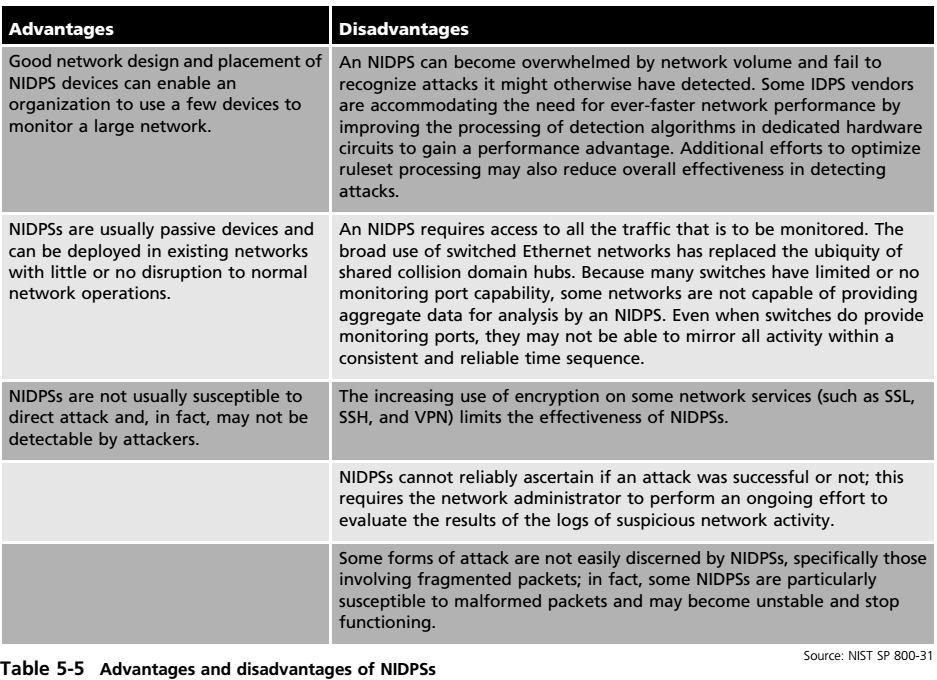 Advantages
Disadvantages
Good network design and placement of
NIDPS devices can enable an
organization to use a few devices to
monitor a large network.
An NIDPS can become overwhelmed by network volume and fail to
recognize attacks it might otherwise have detected. Some IDPS vendors
are accommodating the need for ever-faster network performance by
improving the processing of detection algorithms in dedicated hardware
circuits to gain a performance advantage. Additional efforts to optimize
ruleset processing may also reduce overall effectiveness in detecting
attacks.
NIDPSs are usually passive devices and
can be deployed in existing networks
with little or no disruption to normal
network operations.
An NIDPS requires access to all the traffic that is to be monitored. The
broad use of switched Ethernet networks has replaced the ubiquity of
shared collision domain hubs. Because many switches have limited or no
monitoring port capability, some networks are not capable of providing
aggregate data for analysis by an NIDPS. Even when switches do provide
monitoring ports, they may not be able to mirror all activity within a
consistent and reliable time sequence.
NIDPSs are not usually susceptible to
direct attack and, in fact, may not be
detectable by attackers.
The increasing use of encryption on some network services (such as SSL,
SSH, and VPN) limits the effectiveness of NIDPSs.
NIDPSs cannot reliably ascertain if an attack was successful or not; this
requires the network administrator to perform an ongoing effort to
evaluate the results of the logs of suspicious network activity.
Some forms of attack are not easily discerned by NIDPSs, specifically those
involving fragmented packets; in fact, some NIDPSs are particularly
susceptible to malformed packets and may become unstable and stop
functioning.
Source: NIST SP 800-31
Table 5-5 Advantages and disadvantages of NIDPSs